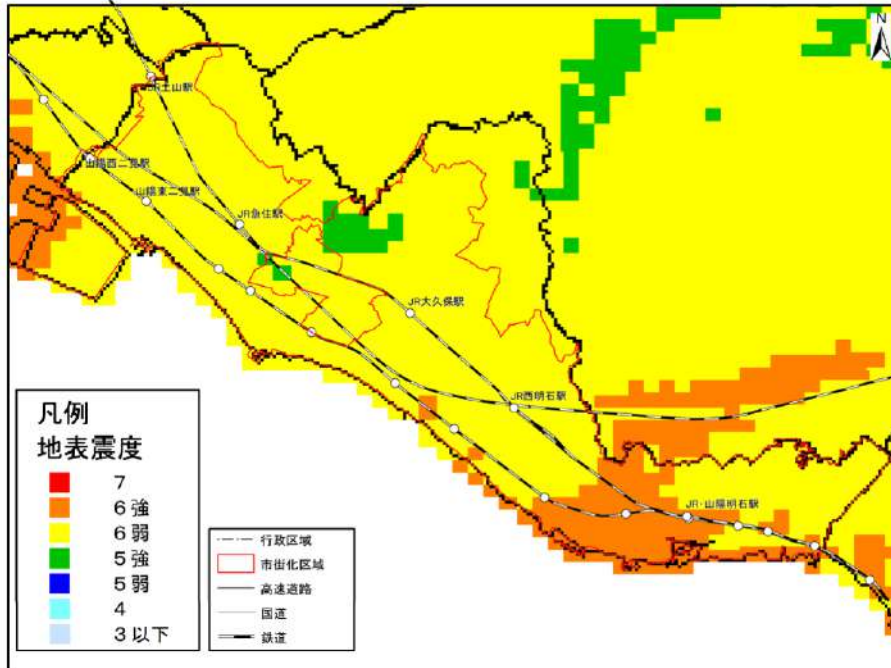 N
JR土山駅
山陽西二見駅
山陽東二見駅
JR魚住駅
JR大久保駅
JR西明石駅
JR・山陽明石駅
凡例
地表震度
7
6強
6弱
5強
5弱
4
3以下
行政区域
市街化区域
高速道路
国道
鉄道